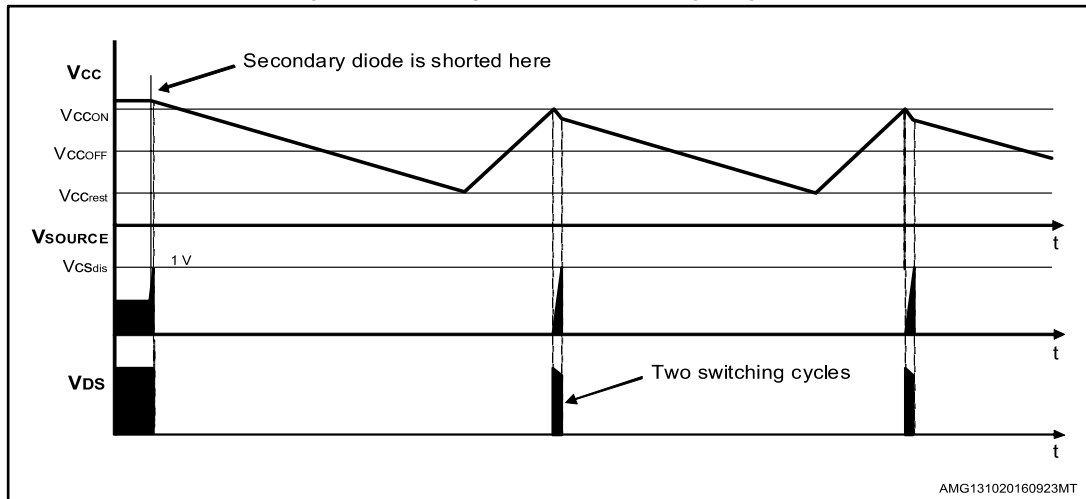 Secondary diode is shorted here
VCC
VCCON
VCCOFF
VCCrest
VSOURCE
t
VCSdis
1 V
t
VDS
Two switching cycles
t
AMG131020160923MT